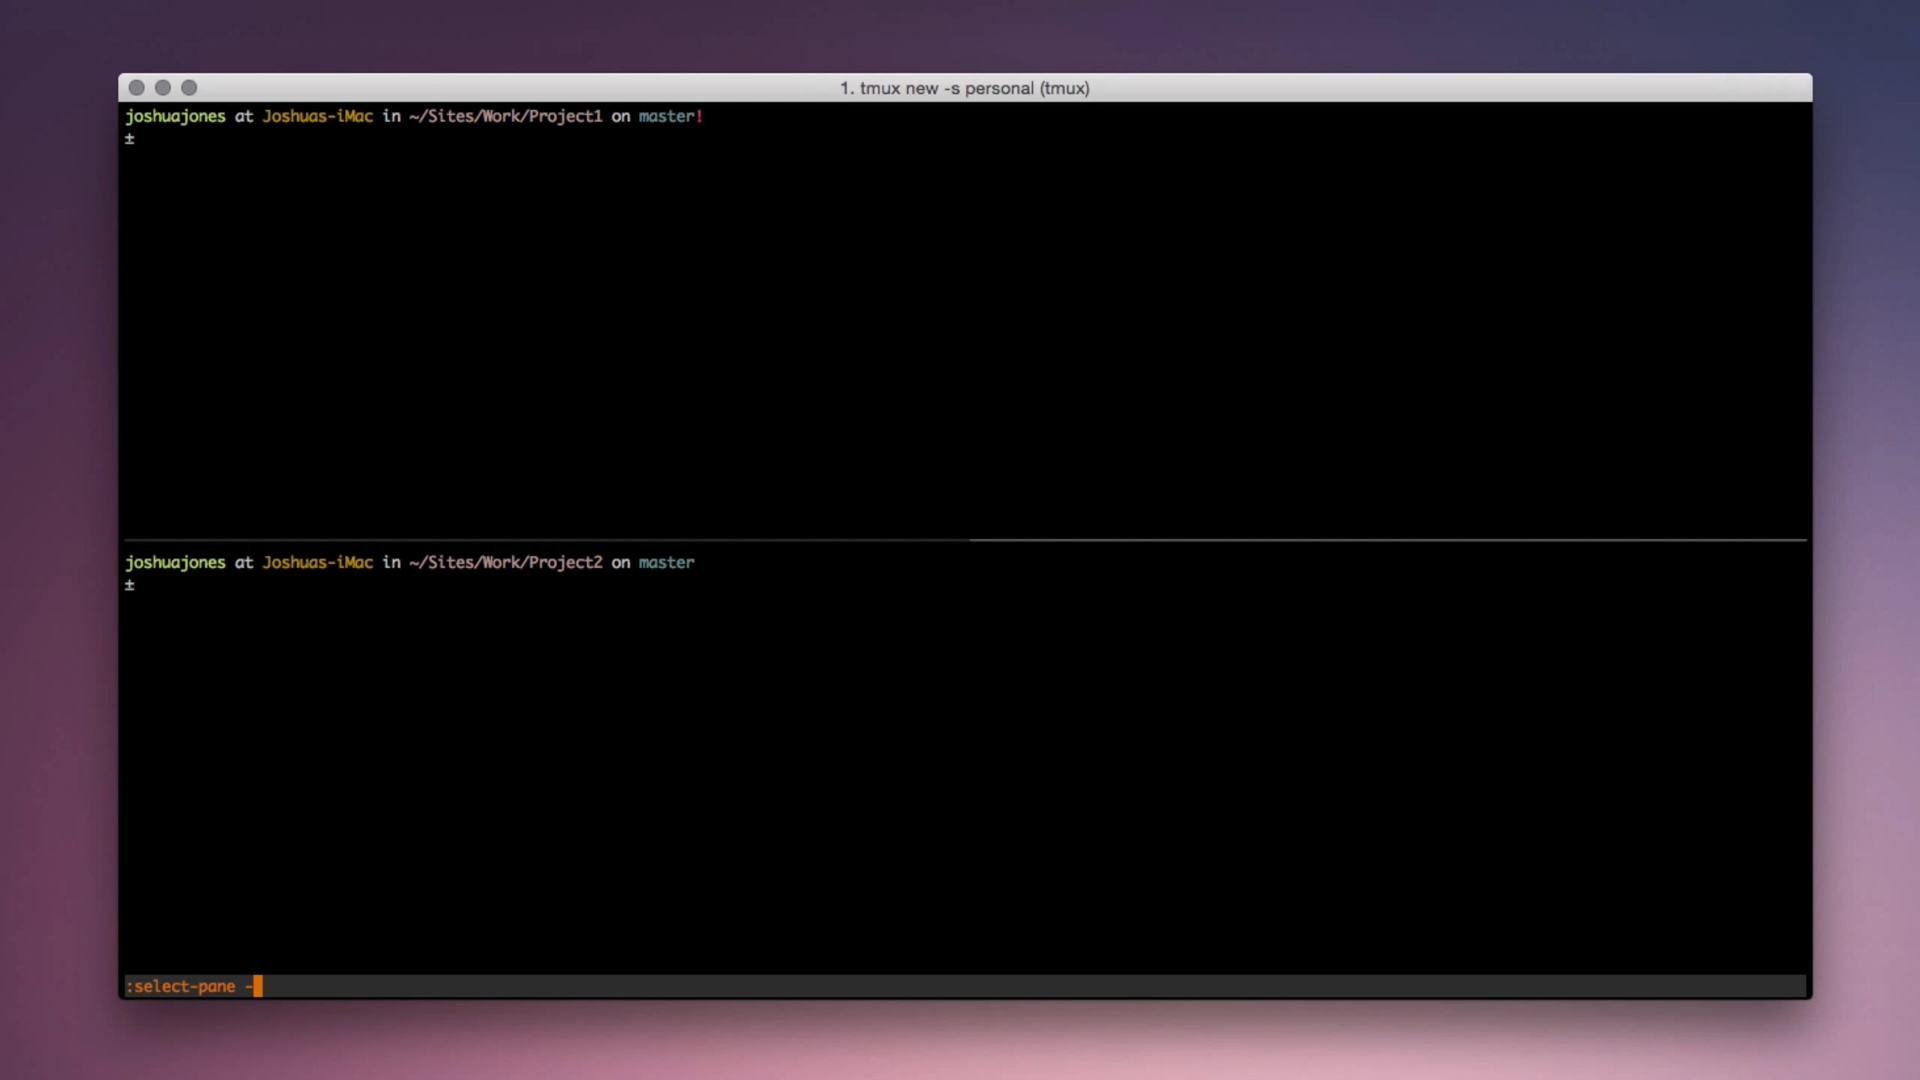 1. tmux new -s personal (tmux)
joshuajones at Joshuas-iMac in ~/Sites/Work/Project1 on master!
±
joshuajones at Joshuas-iMac in ~/Sites/Work/Project2 on master
±
:select-pane -